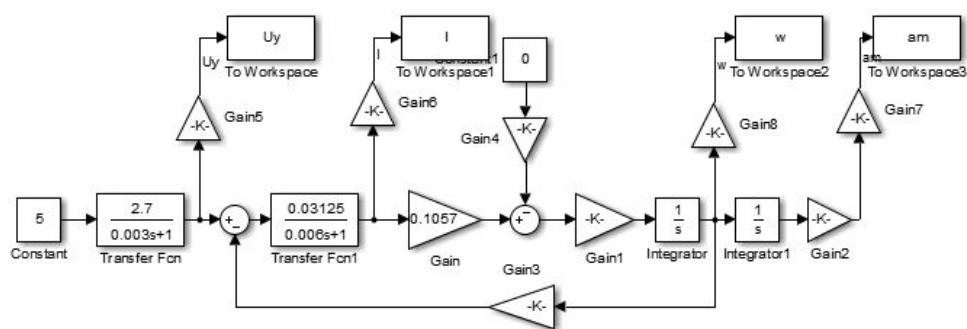 Uy
To Workspace
Uy
I
To Workspace1
I
Constant1
0
w
To Workspace2
w
am
To Workspace3
am
-K-
Gain5
-K-
Gain6
Gain4
-K-
-K-
Gain8
-K-
Gain7
5
Constant
2.7
0.003s+1
Transfer Fcn
+
−
0.03125
0.006s+1
Transfer Fcn1
0.1057
Gain
+
−
-K-
Gain1
1
s
Integrator
1
s
Integrator1
-K-
Gain2
Gain3
-K-